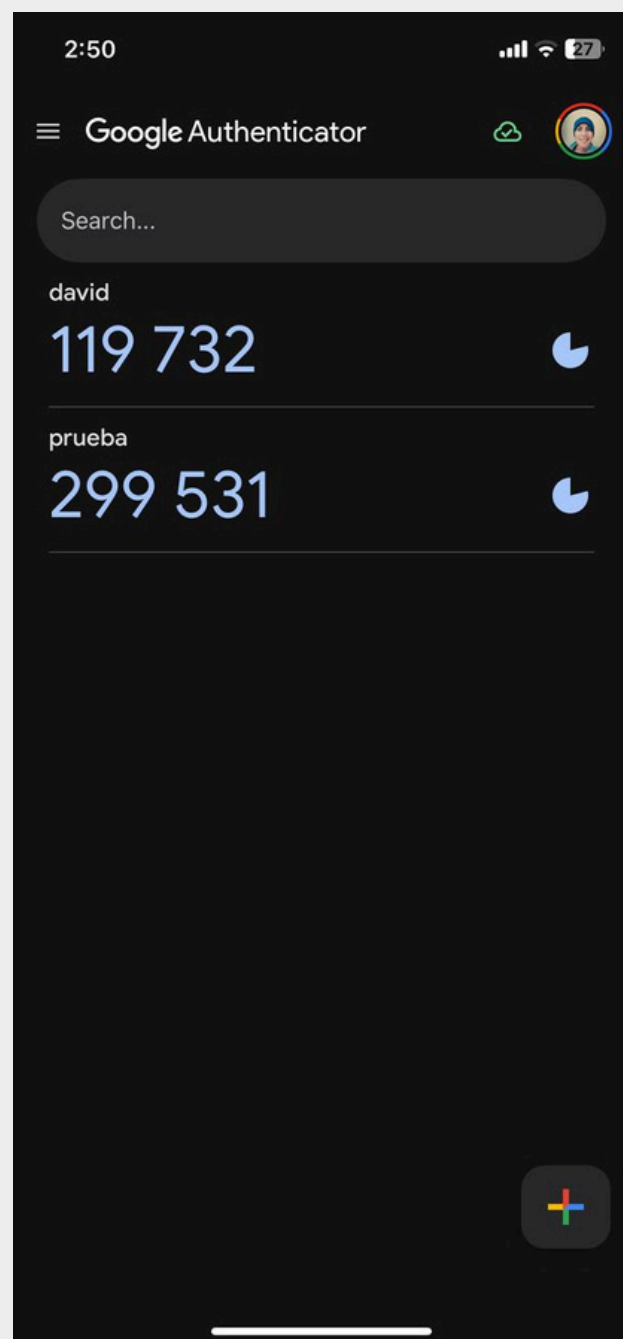 2:50 27
Google Authenticator
Search...
david
119 732
prueba
299 531